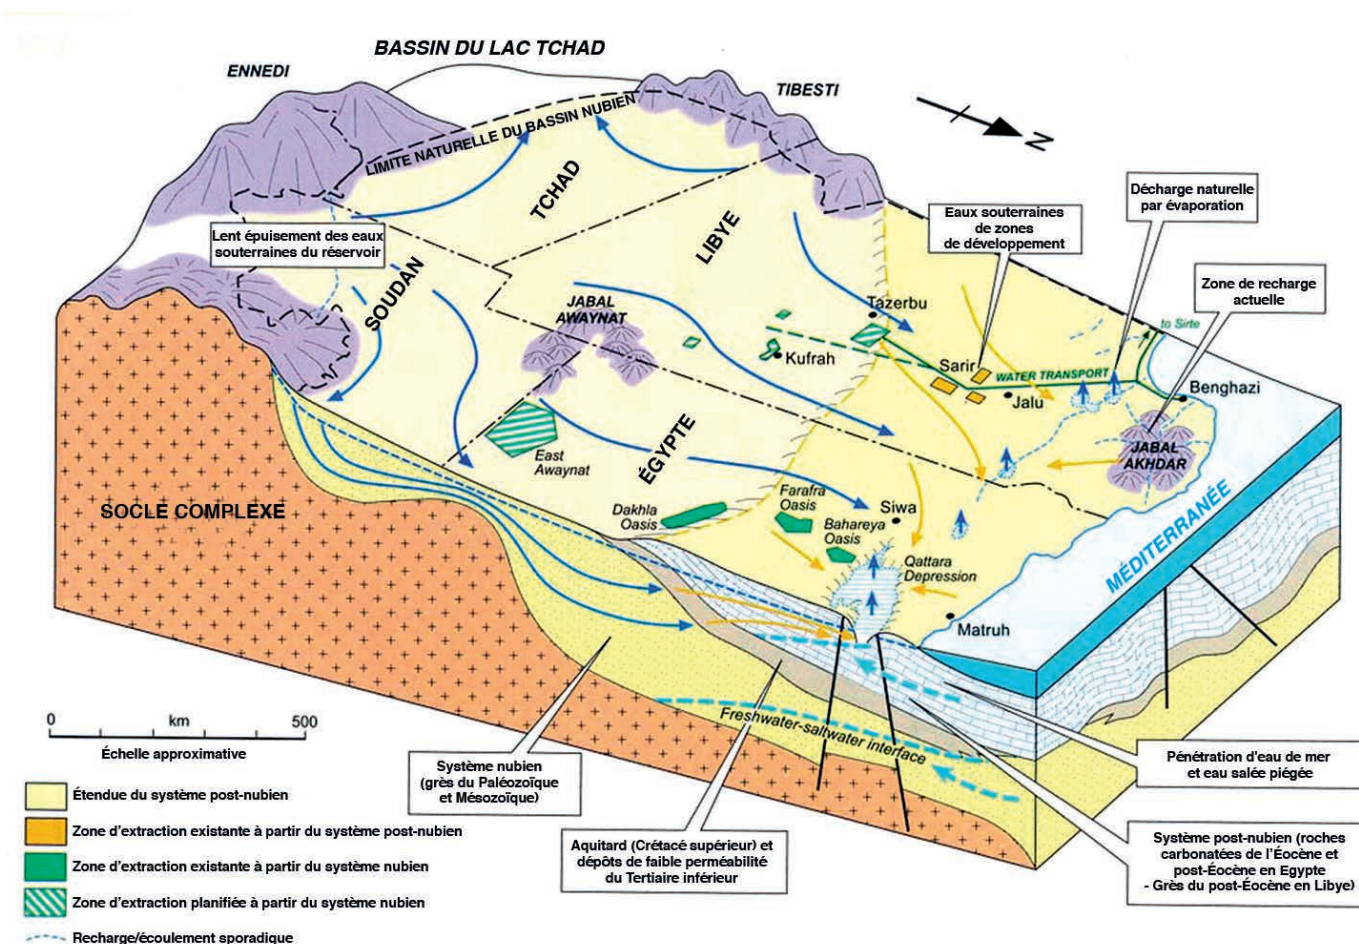 BASSIN DU LAC TCHAD
ENNEDI
TIBESTI
LIMITE NATURELLE DU BASSIN NUBIEN
N
TCHAD
LIBYE
SOUDAN
ÉGYPTE
Lent épuisement des eaux
souterraines du réservoir
Eaux souterraines
de zones
de développement
Décharge naturelle
par évaporation
Zone de recharge
actuelle
JABAL
AWAYNAT
Tazerbu
Kufrah
Sarir
WATER TRANSPORT
to Sirte
Jalu
Benghazi
JABAL
AKHDAR
East
Awaynat
Dakhla
Oasis
Farafra
Oasis
Bahareya
Oasis
Siwa
Qattara
Depression
Matruh
MÉDITERRANÉE
SOCLE COMPLEXE
Freshwater-saltwater interface
0 km 500
Échelle approximative
Système nubien
(grès du Paléozoïque
et Mésozoïque)
Aquitard (Crétacé supérieur) et
dépôts de faible perméabilité
du Tertiaire inférieur
Pénétration d'eau de mer
et eau salée piégée
Système post-nubien (roches
carbonatées de l'Éocène et
post-Éocène en Egypte
- Grès du post-Éocène en Libye)
Étendue du système post-nubien
Zone d'extraction existante à partir du système post-nubien
Zone d'extraction existante à partir du système nubien
Zone d'extraction planifiée à partir du système nubien
Recharge/écoulement sporadique